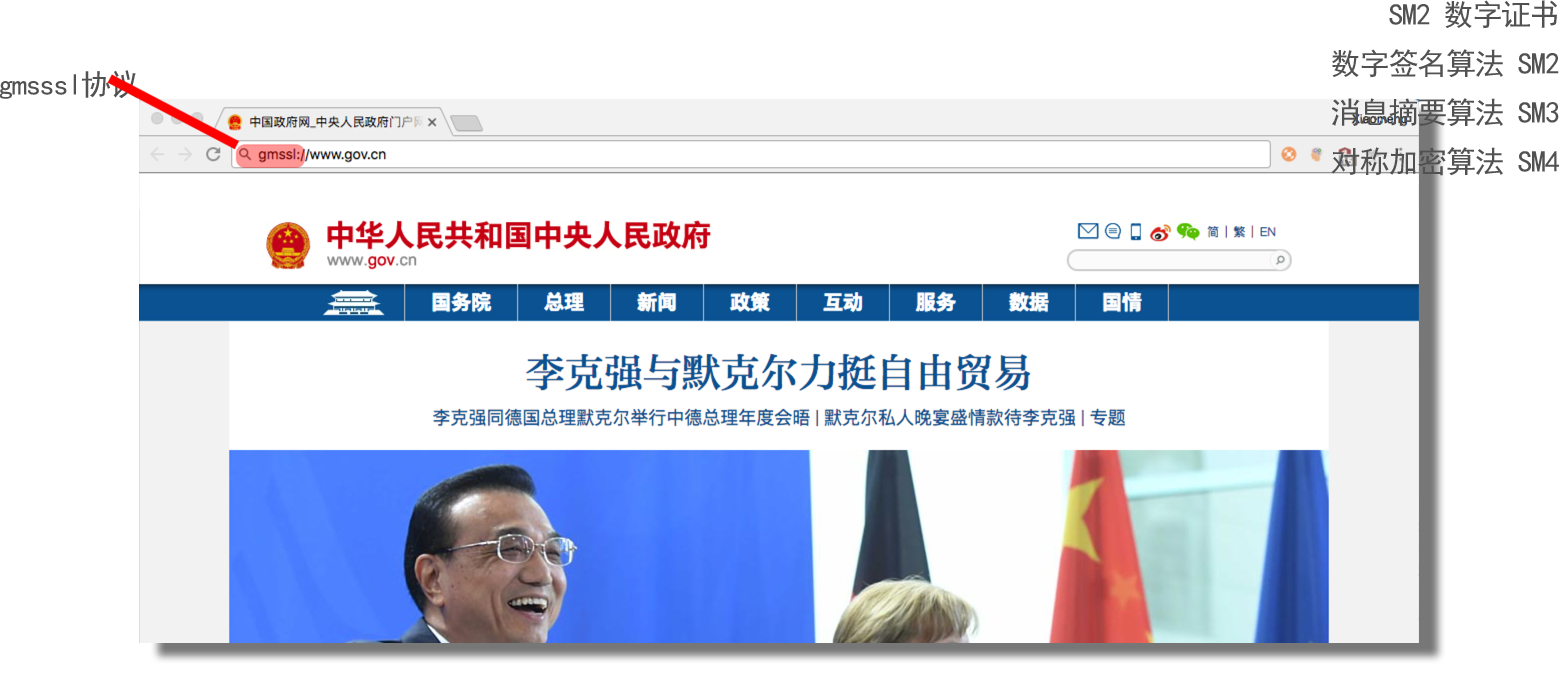 SM2 数字证书
数字签名算法 SM2
消息摘要算法 SM3
对称加密算法 SM4
gmsssl协议
中国政府网_中央人民政府门户网
Xiaomeng
gmssl://www.gov.cn
中华人民共和国中央人民政府
www.gov.cn
简 | 繁 | EN
国务院 总理 新闻 政策 互动 服务 数据 国情
李克强与默克尔力挺自由贸易
李克强同德国总理默克尔举行中德总理年度会晤 | 默克尔私人晚宴盛情款待李克强 | 专题